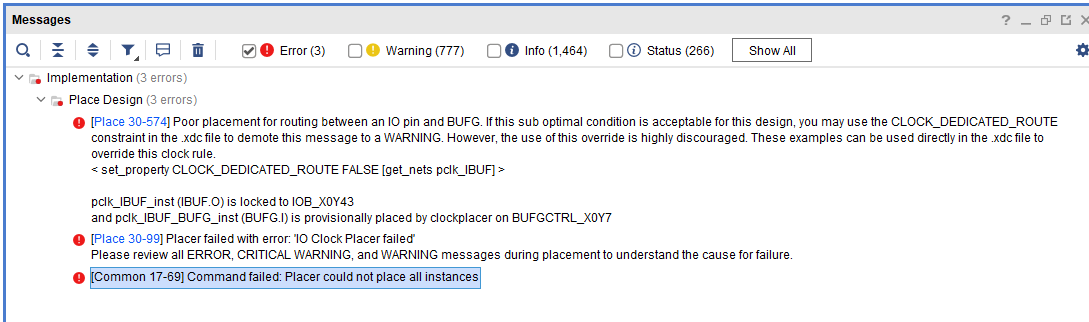 Messages
Error (3)
Warning (777)
Info (1,464)
Status (266)
Show All
Implementation (3 errors)
Place Design (3 errors)
[Place 30-574] Poor placement for routing between an IO pin and BUFG. If this sub optimal condition is acceptable for this design, you may use the CLOCK_DEDICATED_ROUTE
constraint in the .xdc file to demote this message to a WARNING. However, the use of this override is highly discouraged. These examples can be used directly in the .xdc file to
override this clock rule.
< set_property CLOCK_DEDICATED_ROUTE FALSE [get_nets pclk_IBUF] >
pclk_IBUF_inst (IBUF.O) is locked to IOB_X0Y43
and pclk_IBUF_BUFG_inst (BUFG.I) is provisionally placed by clockplacer on BUFGCTRL_X0Y7
[Place 30-99] Placer failed with error: 'IO Clock Placer failed'
Please review all ERROR, CRITICAL WARNING, and WARNING messages during placement to understand the cause for failure.
[Common 17-69] Command failed: Placer could not place all instances